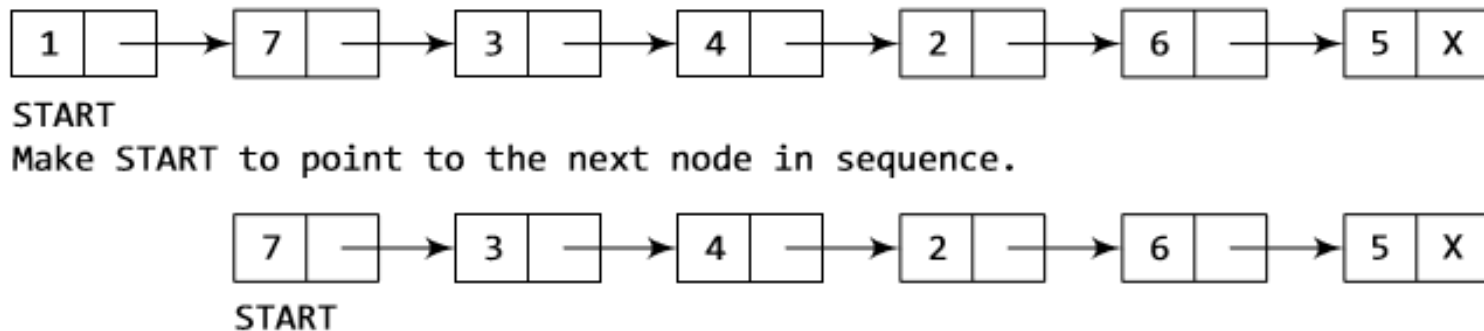 1 7 3 4 2 6 5 X
START
Make START to point to the next node in sequence.
7 3 4 2 6 5 X
START